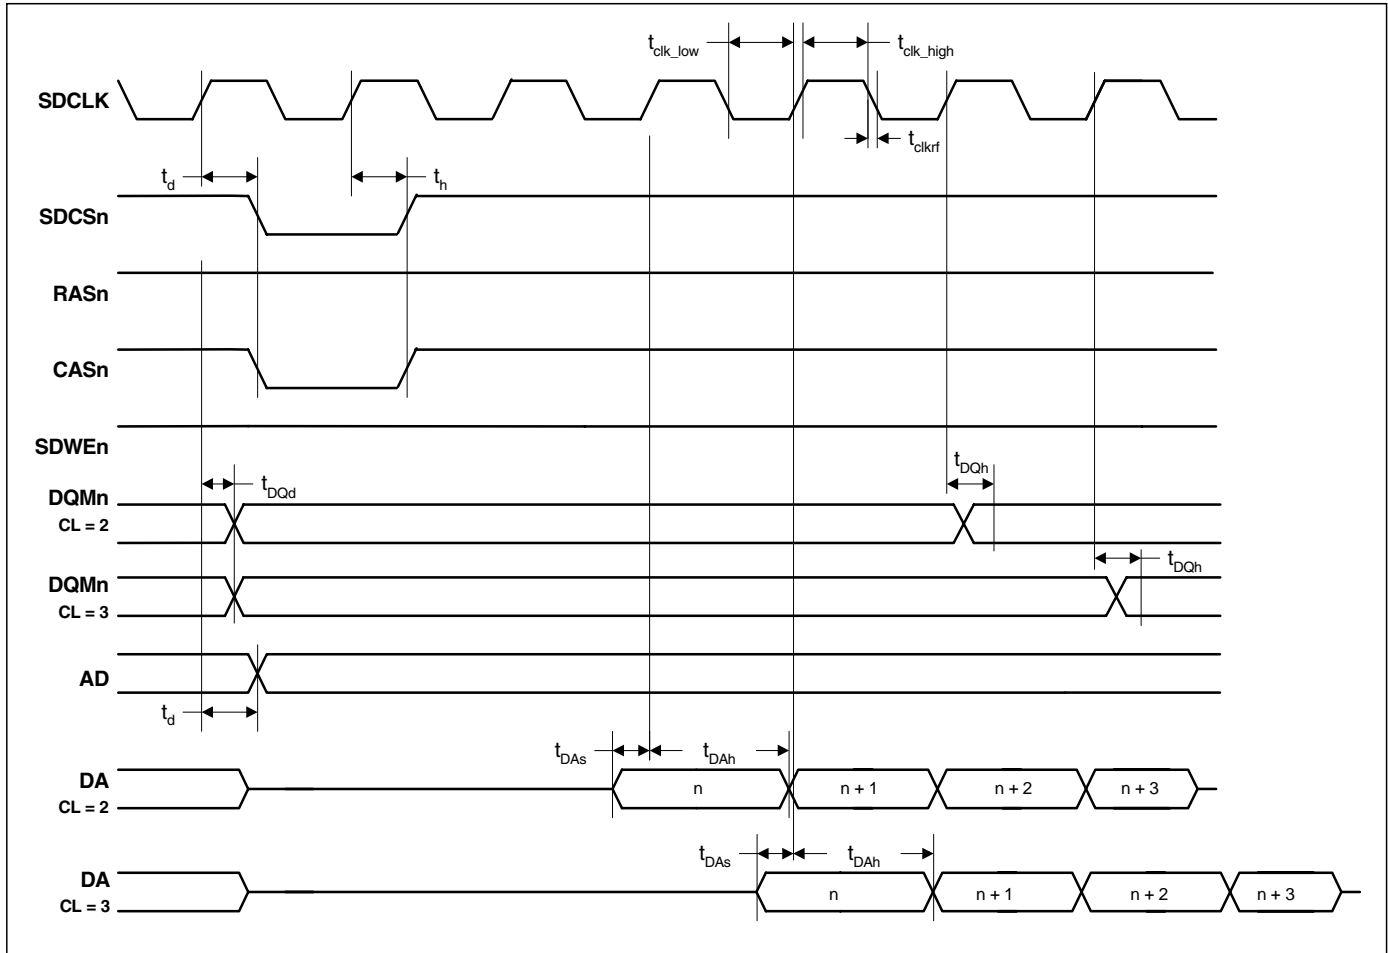 t_clk_low
t_clk_high
SDCLK
t_clkrf
t_d
t_h
SDCSn
RASn
CASn
SDWEn
t_DQh
t_DQd
DQMn
CL = 2
t_DQh
DQMn
CL = 3
AD
t_d
t_DAs
t_DAh
DA
CL = 2
n
n + 1
n + 2
n + 3
t_DAs
t_DAh
DA
CL = 3
n
n + 1
n + 2
n + 3